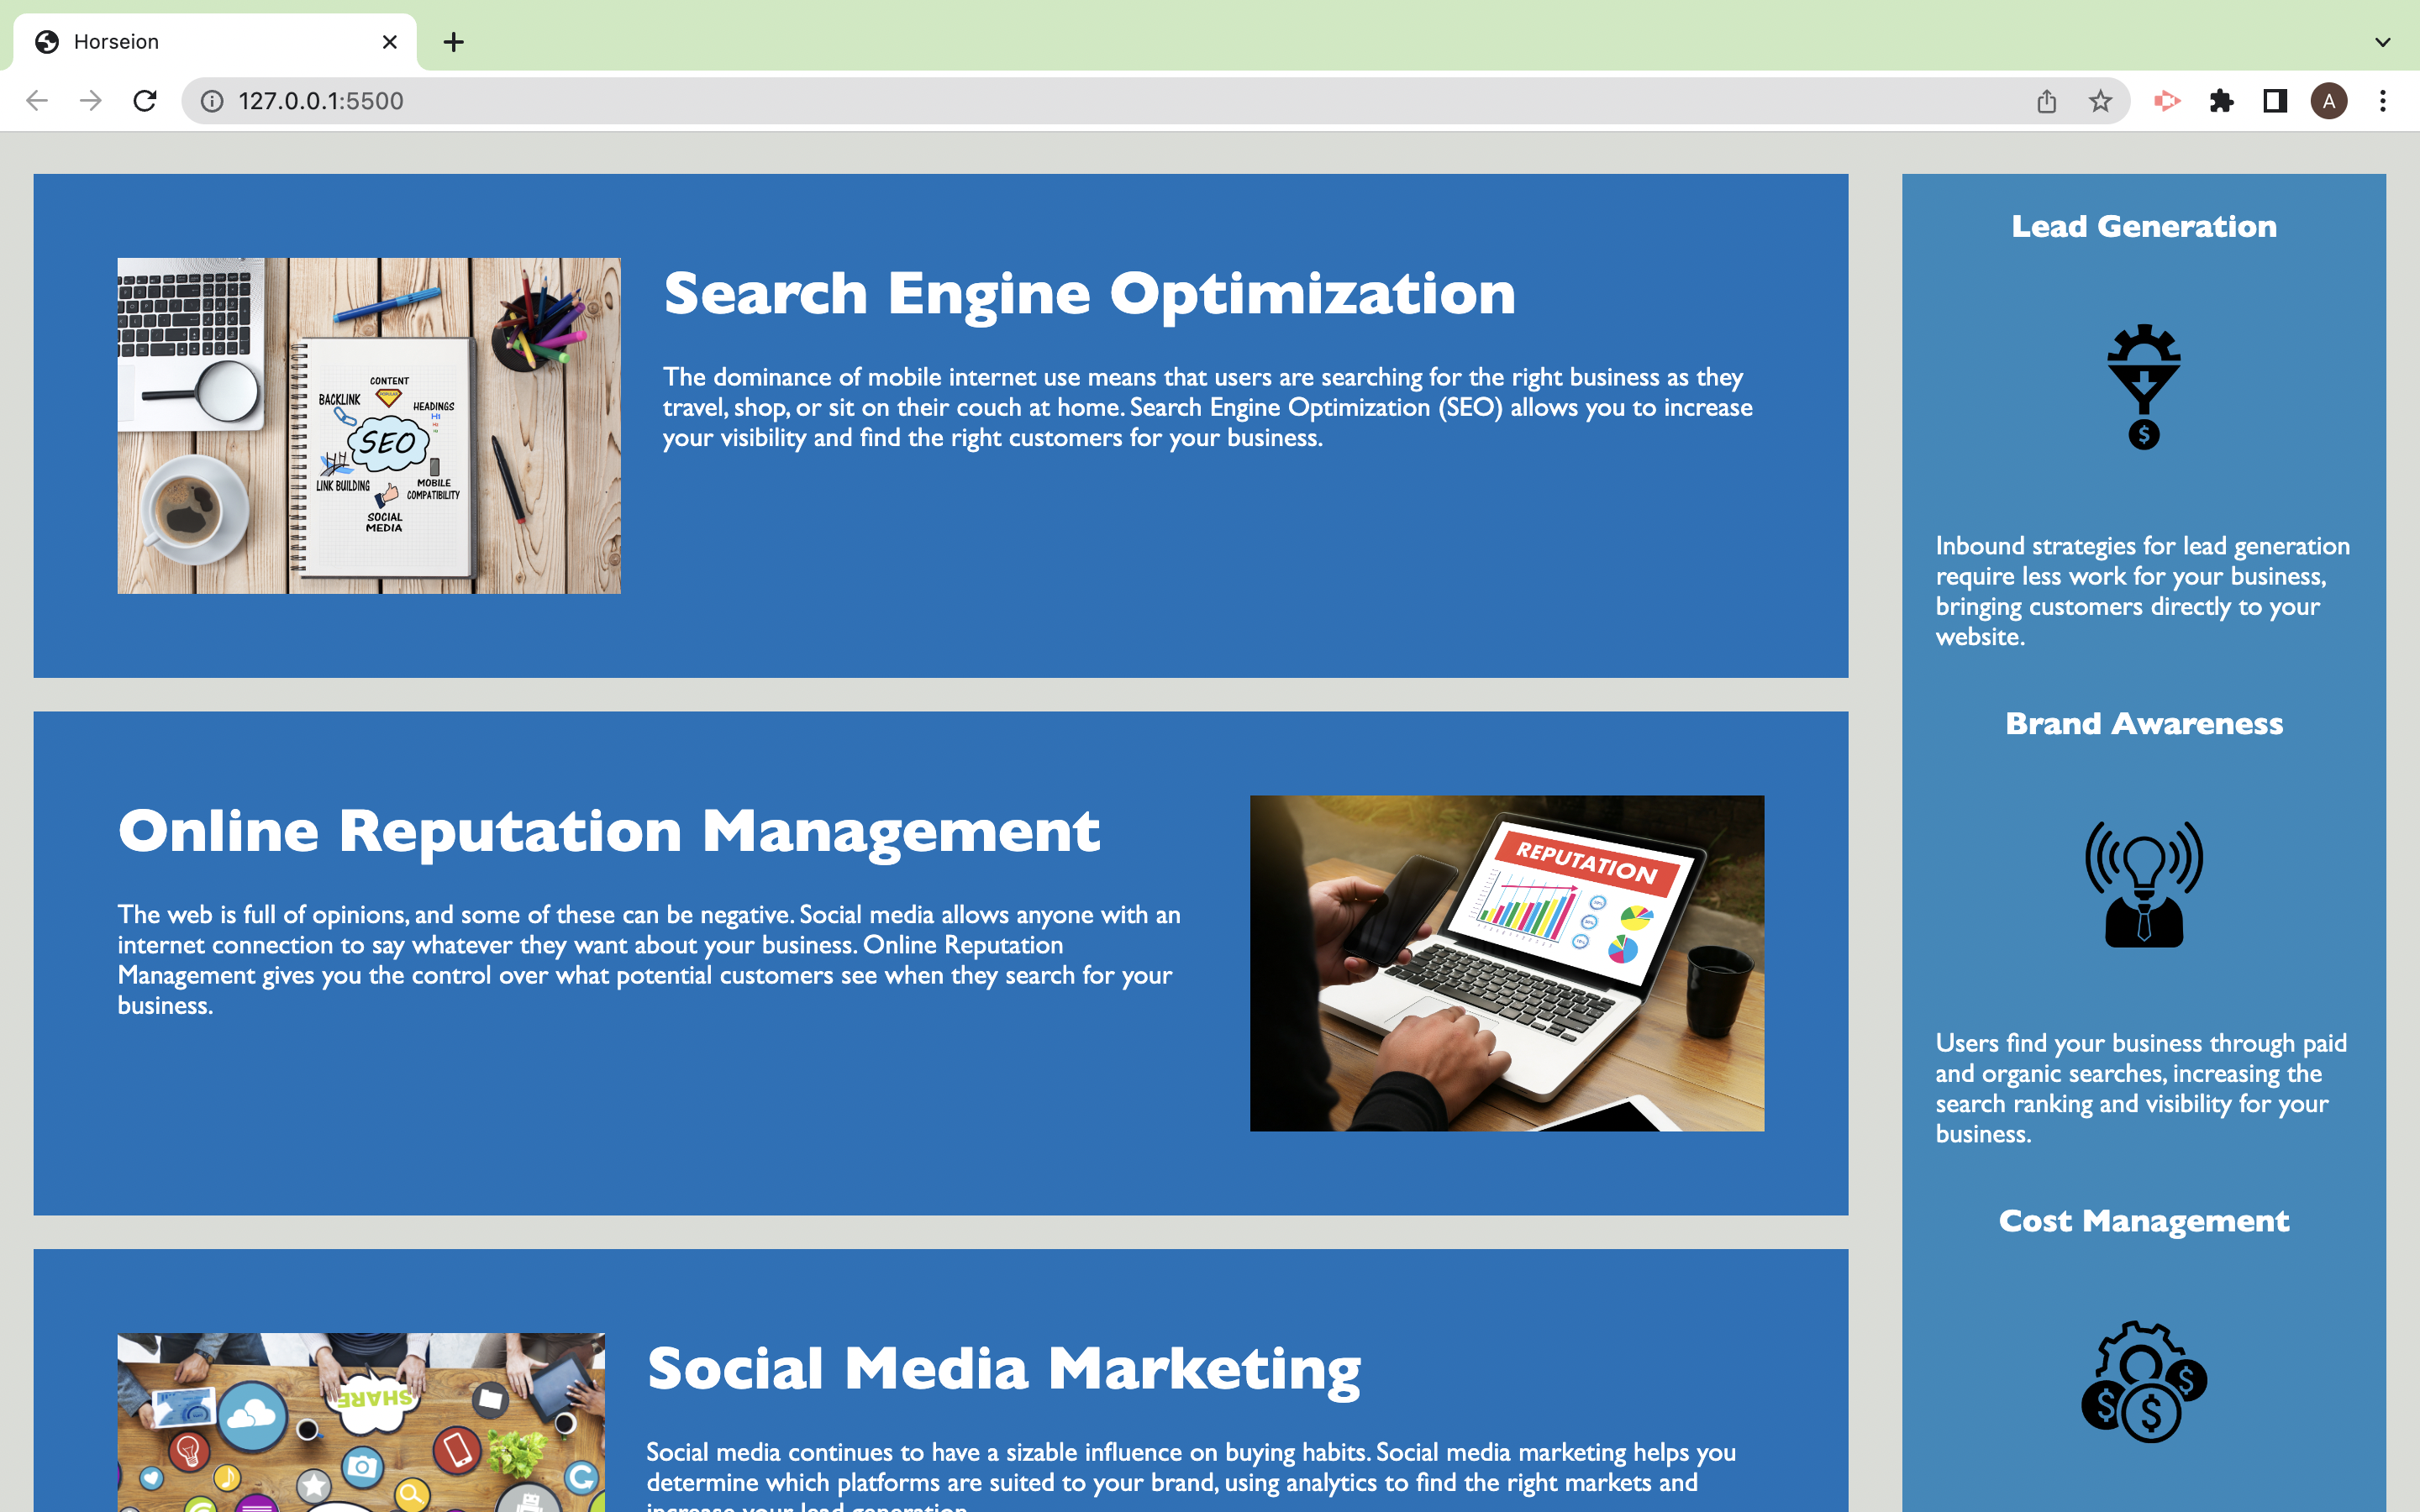 Horseion
127.0.0.1:5500
Search Engine Optimization
CONTENT
BACKLINK
HEADINGS
H1
SEO
LINK BUILDING
MOBILE
COMPATIBILITY
SOCIAL
MEDIA
The dominance of mobile internet use means that users are searching for the right business as they
travel, shop, or sit on their couch at home. Search Engine Optimization (SEO) allows you to increase
your visibility and find the right customers for your business.
Online Reputation Management
The web is full of opinions, and some of these can be negative. Social media allows anyone with an
internet connection to say whatever they want about your business. Online Reputation
Management gives you the control over what potential customers see when they search for your
business.
REPUTATION
Social Media Marketing
SHARE
Social media continues to have a sizable influence on buying habits. Social media marketing helps you
determine which platforms are suited to your brand, using analytics to find the right markets and
increase your lead generation.
Lead Generation
$
Inbound strategies for lead generation
require less work for your business,
bringing customers directly to your
website.
Brand Awareness
Users find your business through paid
and organic searches, increasing the
search ranking and visibility for your
business.
Cost Management
$ $ $
A